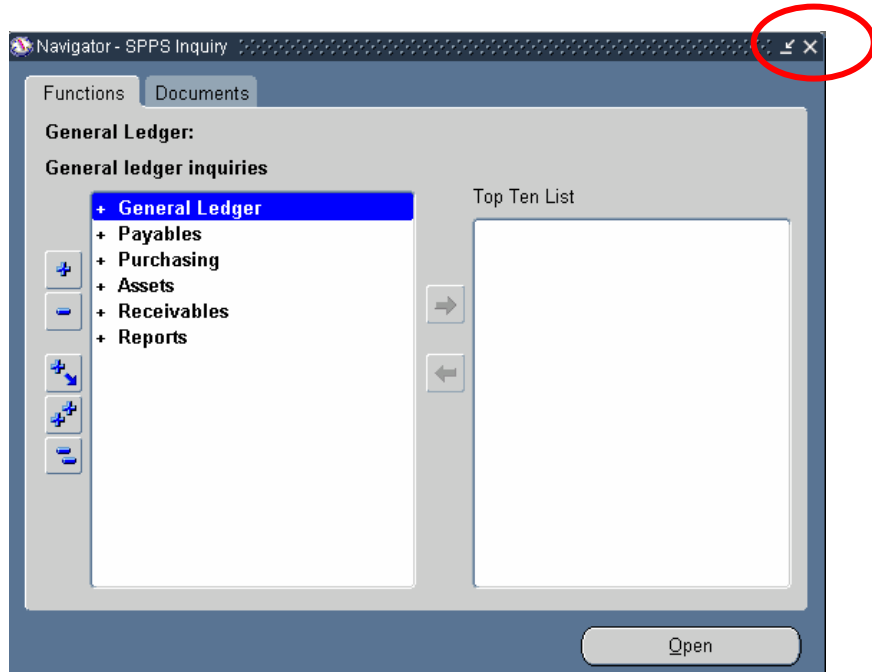 Navigator - SPPS Inquiry
Functions Documents
General Ledger:
General ledger inquiries
Top Ten List
+ General Ledger
+ Payables
+ Purchasing
+ Assets
+ Receivables
+ Reports
Open